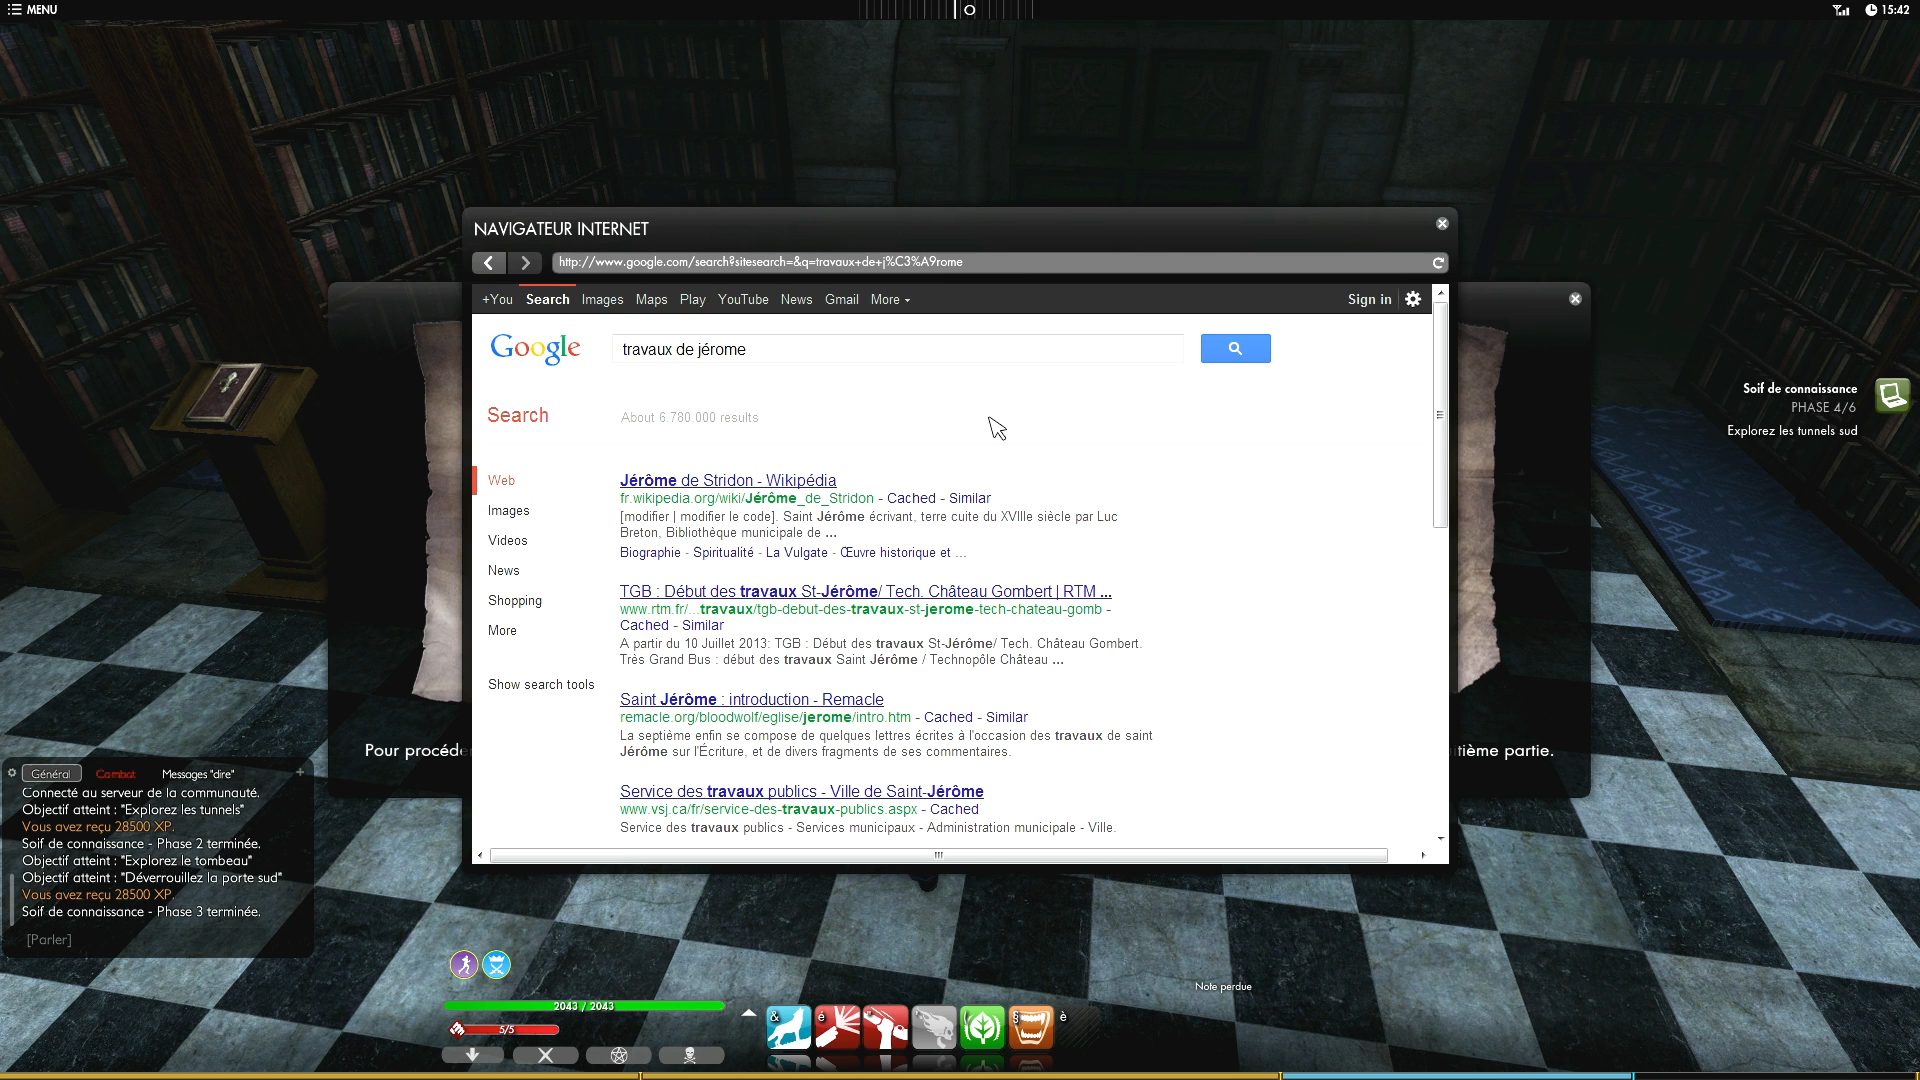 MENU
15:42
NAVIGATEUR INTERNET
http://www.google.com/search?sitesearch=&q=travaux+de+j%C3%A9rome
+You Search Images Maps Play YouTube News Gmail More
Sign in
Google
travaux de jérome
Search
About 6.780.000 results
Web
Images
Videos
News
Shopping
More
Show search tools
Jérôme de Stridon - Wikipédia
fr.wikipedia.org/wiki/Jérôme_de_Stridon - Cached - Similar
[modifier | modifier le code]. Saint Jérôme écrivant, terre cuite du XVIIIe siècle par Luc
Breton, Bibliothèque municipale de ...
Biographie - Spiritualité - La Vulgate - Œuvre historique et ...
TGB : Début des travaux St-Jérôme/ Tech. Château Gombert | RTM ...
www.rtm.fr/...travaux/tgb-debut-des-travaux-st-jerome-tech-chateau-gomb -
Cached - Similar
A partir du 10 Juillet 2013: TGB : Début des travaux St-Jérôme/ Tech. Château Gombert.
Très Grand Bus : début des travaux Saint Jérôme / Technopôle Château ...
Saint Jérôme : introduction - Remacle
remacle.org/bloodwolf/eglise/jerome/intro.htm - Cached - Similar
La septième enfin se compose de quelques lettres écrites à l'occasion des travaux de saint
Jérôme sur l'Écriture, et de divers fragments de ses commentaires.
Service des travaux publics - Ville de Saint-Jérôme
www.vsj.ca/fr/service-des-travaux-publics.aspx - Cached
Service des travaux publics - Services municipaux - Administration municipale - Ville.
Soif de connaissance
PHASE 4/6
Explorez les tunnels sud
Pour procéde
tième partie.
Général Combat Messages "dire"
Connecté au serveur de la communauté.
Objectif atteint : "Explorez les tunnels"
Vous avez reçu 28500 XP.
Soif de connaissance - Phase 2 terminée.
Objectif atteint : "Explorez le tombeau"
Objectif atteint : "Déverrouillez la porte sud"
Vous avez reçu 28500 XP.
Soif de connaissance - Phase 3 terminée.
[Parler]
Note perdue
2043 / 2043
5/5
& é " ' § è